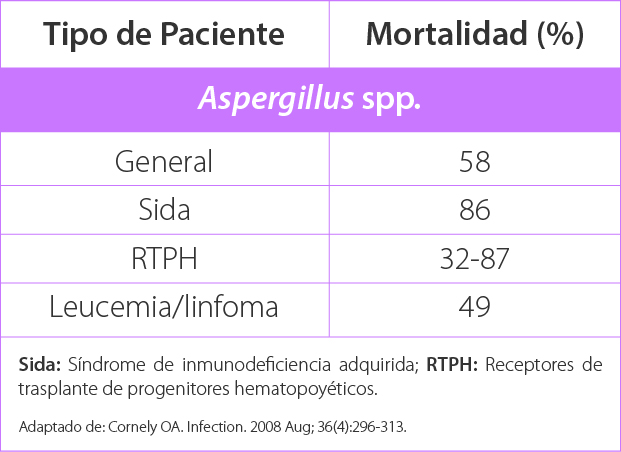 Tipo de Paciente Mortalidad (%)
Aspergillus spp.
General 58
Sida 86
RTPH 32-87
Leucemia/linfoma 49
Sida: Síndrome de inmunodeficiencia adquirida; RTPH: Receptores de
trasplante de progenitores hematopoyéticos.
Adaptado de: Cornely OA. Infection. 2008 Aug; 36(4):296-313.